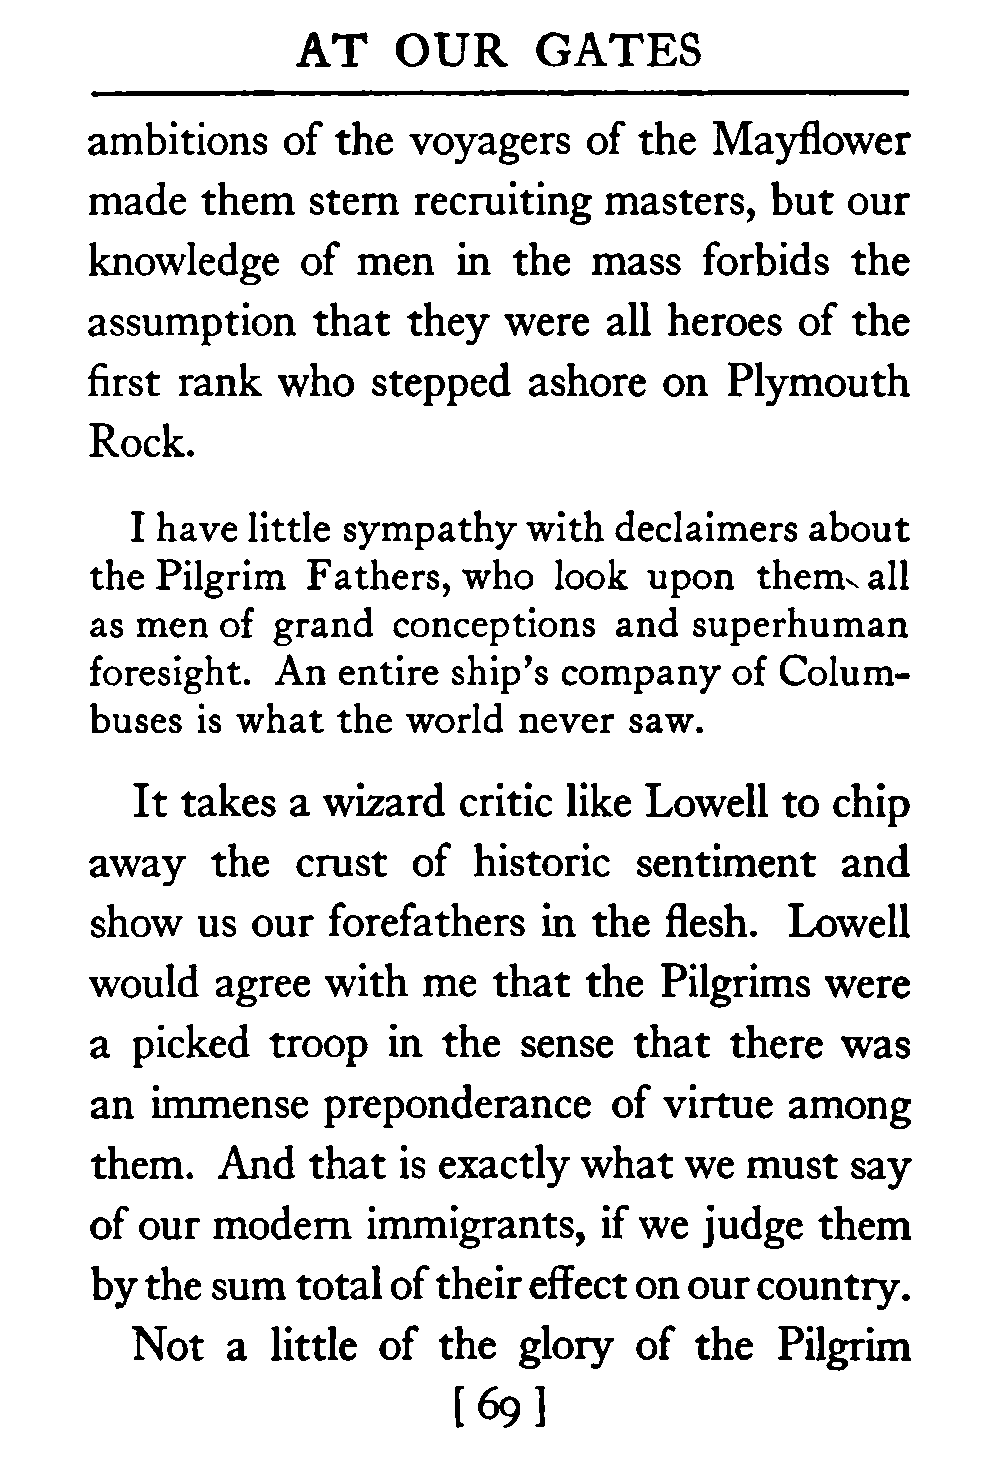 AT OUR GATES
ambitions of the voyagers of the Mayflower
made them stern recruiting masters, but our
knowledge of men in the mass forbids the
assumption that they were all heroes of the
first rank who stepped ashore on Plymouth
Rock.
I have little sympathy with declaimers about
the Pilgrim Fathers, who look upon them all
as men of grand conceptions and superhuman
foresight. An entire ship's company of Colum-
buses is what the world never saw.
It takes a wizard critic like Lowell to chip
away the crust of historic sentiment and
show us our forefathers in the flesh. Lowell
would agree with me that the Pilgrims were
a picked troop in the sense that there was
an immense preponderance of virtue among
them. And that is exactly what we must say
of our modern immigrants, if we judge them
by the sum total of their effect on our country.
Not a little of the glory of the Pilgrim
[ 69 ]